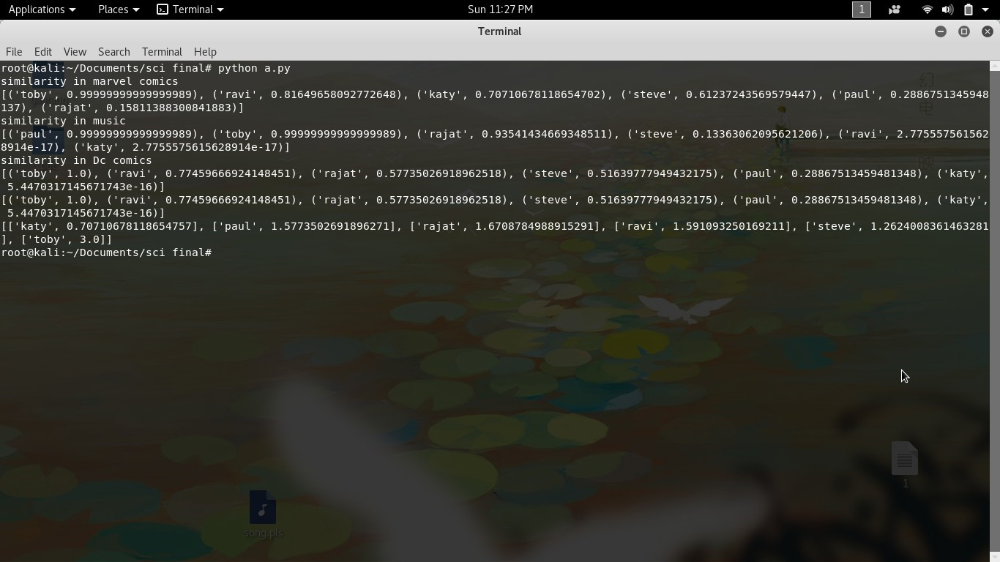 Applications Places Terminal Sun 11:27 PM 1
Terminal
File Edit View Search Terminal Help
root@kali:~/Documents/sci final# python a.py
similarity in marvel comics
[('toby', 0.99999999999999989), ('ravi', 0.81649658092772648), ('katy', 0.70710678118654702), ('steve', 0.61237243569579447), ('paul', 0.2886751345948
137), ('rajat', 0.15811388300841883)]
similarity in music
[('paul', 0.99999999999999989), ('toby', 0.99999999999999989), ('rajat', 0.93541434669348511), ('steve', 0.13363062095621206), ('ravi', 2.775557561562
8914e-17), ('katy', 2.7755575615628914e-17)]
similarity in Dc comics
[('toby', 1.0), ('ravi', 0.77459666924148451), ('rajat', 0.57735026918962518), ('steve', 0.51639777949432175), ('paul', 0.28867513459481348), ('katy',
 5.4470317145671743e-16)]
[('toby', 1.0), ('ravi', 0.77459666924148451), ('rajat', 0.57735026918962518), ('steve', 0.51639777949432175), ('paul', 0.28867513459481348), ('katy',
 5.4470317145671743e-16)]
[['katy', 0.70710678118654757], ['paul', 1.5773502691896271], ['rajat', 1.6708784988915291], ['ravi', 1.591093250169211], ['steve', 1.2624008361463281
], ['toby', 3.0]]
root@kali:~/Documents/sci final#
幻
电
1
song.pls